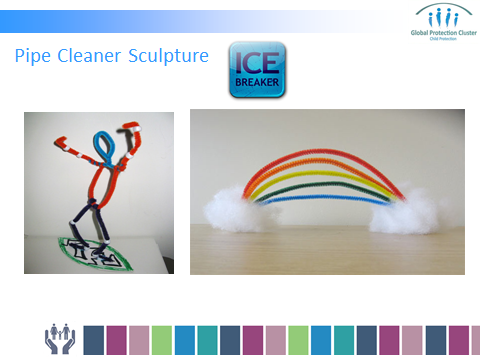 Global Protection Cluster
Child Protection
Pipe Cleaner Sculpture
ICE
BREAKER